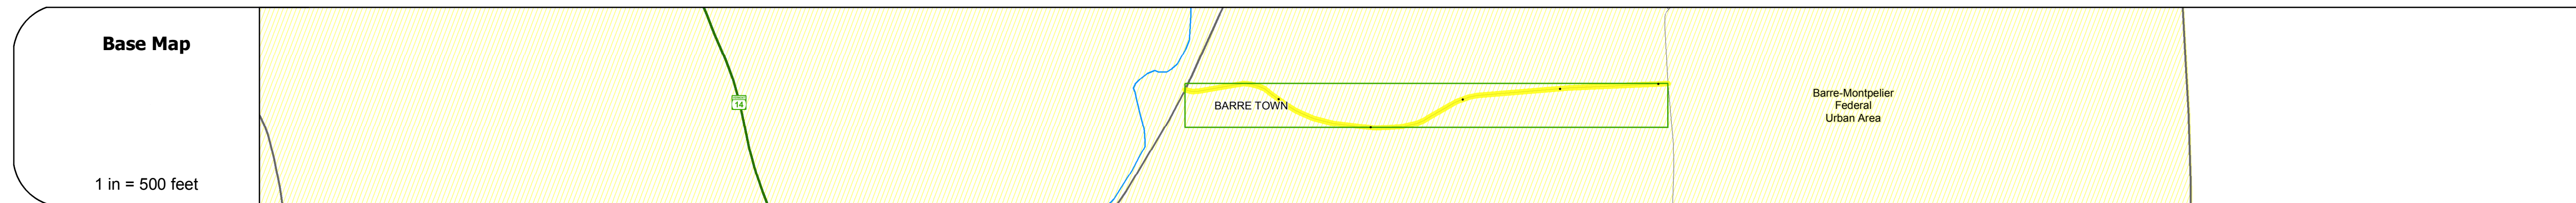 Base Map
14
BARRE TOWN
Barre-Montpelier
Federal
Urban Area
1 in = 500 feet